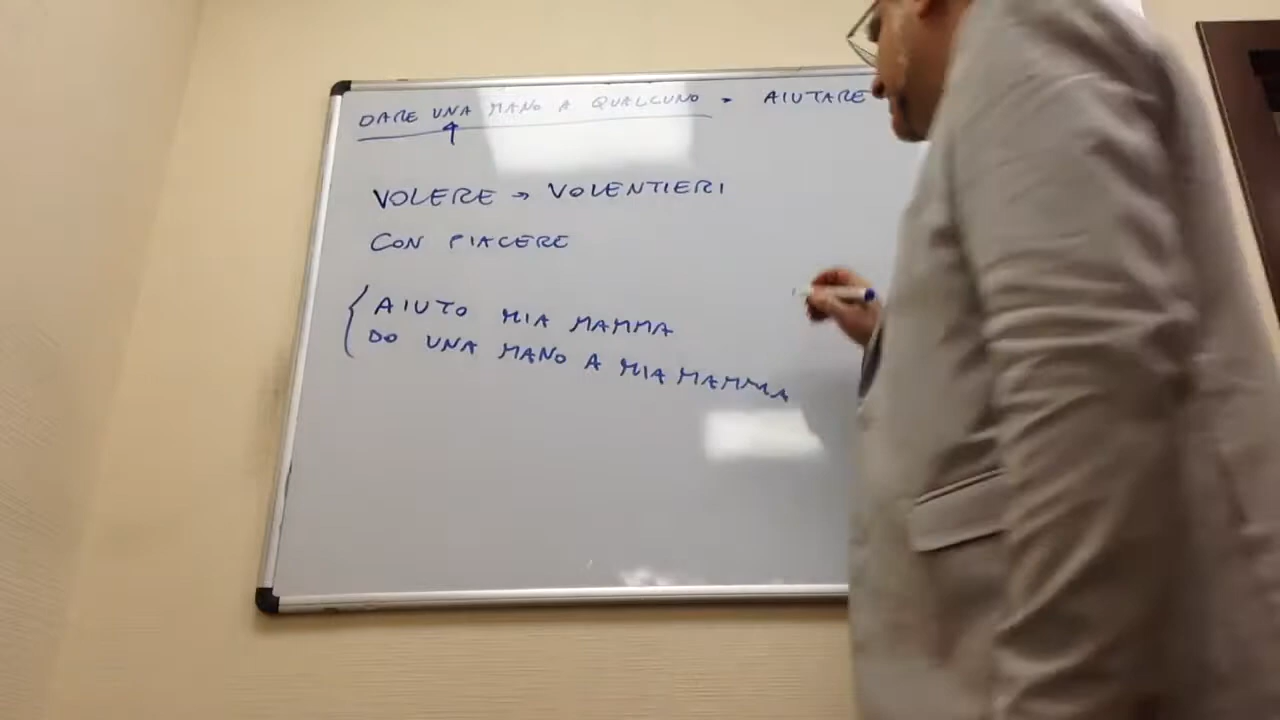 DARE UNA MANO A QUALCUNO = AIUTARE
VOLERE → VOLENTIERI
CON PIACERE
AIUTO MIA MAMMA
DO UNA MANO A MIA MAMMA